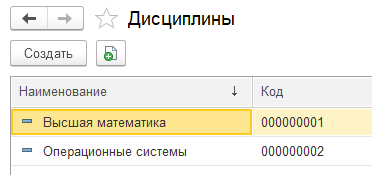 Дисциплины
Создать
Наименование ↓ Код
Высшая математика 000000001
Операционные системы 000000002